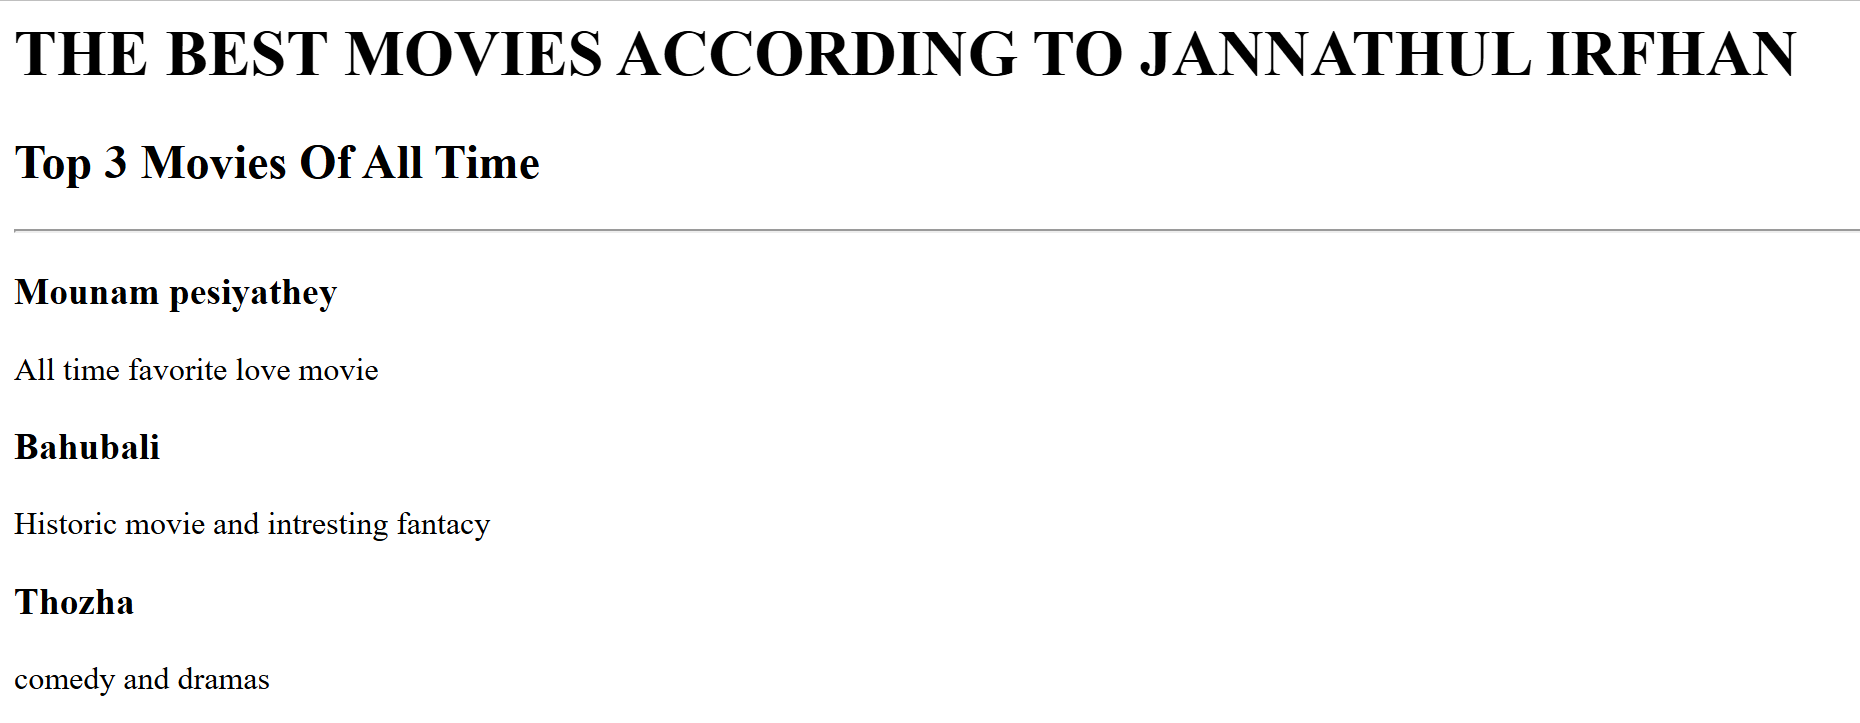 THE BEST MOVIES ACCORDING TO JANNATHUL IRFHAN
Top 3 Movies Of All Time
Mounam pesiyathey
All time favorite love movie
Bahubali
Historic movie and intresting fantacy
Thozha
comedy and dramas